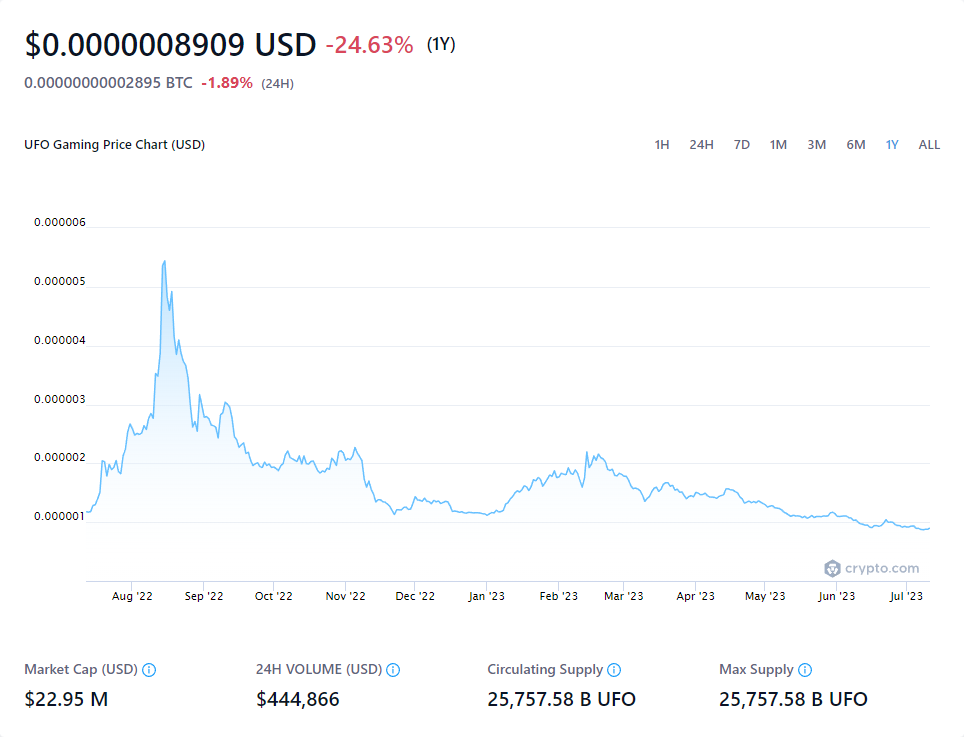 $0.0000008909 USD -24.63% (1Y)
0.00000000002895 BTC -1.89% (24H)
UFO Gaming Price Chart (USD) 1H 24H 7D 1M 3M 6M 1Y ALL
0.000006
0.000005
0.000004
0.000003
0.000002
0.000001
crypto.com
Aug '22 Sep '22 Oct '22 Nov '22 Dec '22 Jan '23 Feb '23 Mar '23 Apr '23 May '23 Jun '23 Jul '23
Market Cap (USD) 24H VOLUME (USD) Circulating Supply Max Supply
$22.95 M $444,866 25,757.58 B UFO 25,757.58 B UFO